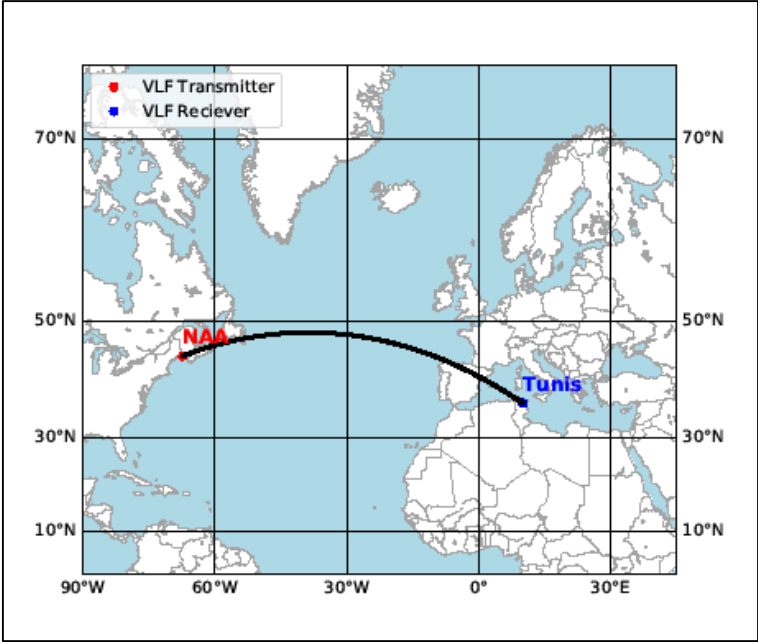 VLF Transmitter
VLF Reciever
70°N 70°N
50°N 50°N
NAA
Tunis
30°N 30°N
10°N 10°N
90°W 60°W 30°W 0° 30°E